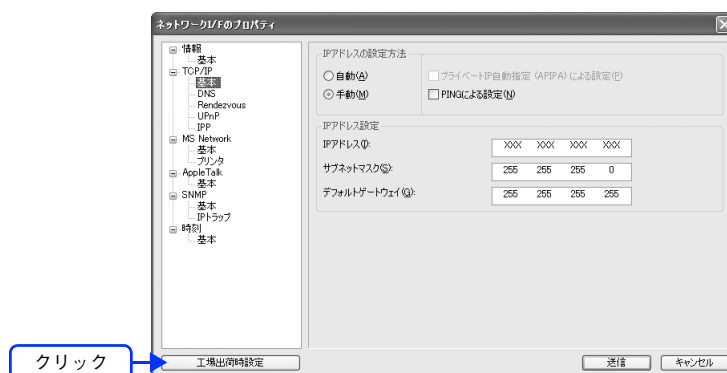 ネットワークI/Fのプロパティ
情報
基本
TCP/IP
基本
DNS
Rendezvous
UPnP
IPP
MS Network
基本
プリンタ
AppleTalk
基本
SNMP
基本
IPトラップ
時刻
基本
IPアドレスの設定方法
自動(A)
プライベートIP自動指定 (APIPA) による設定(P)
手動(M)
PINGによる設定(N)
IPアドレス設定
IPアドレス(I):
XXX XXX XXX XXX
サブネットマスク(S):
255 255 255 0
デフォルトゲートウェイ(G):
255 255 255 255
クリック
工場出荷時設定
送信
キャンセル